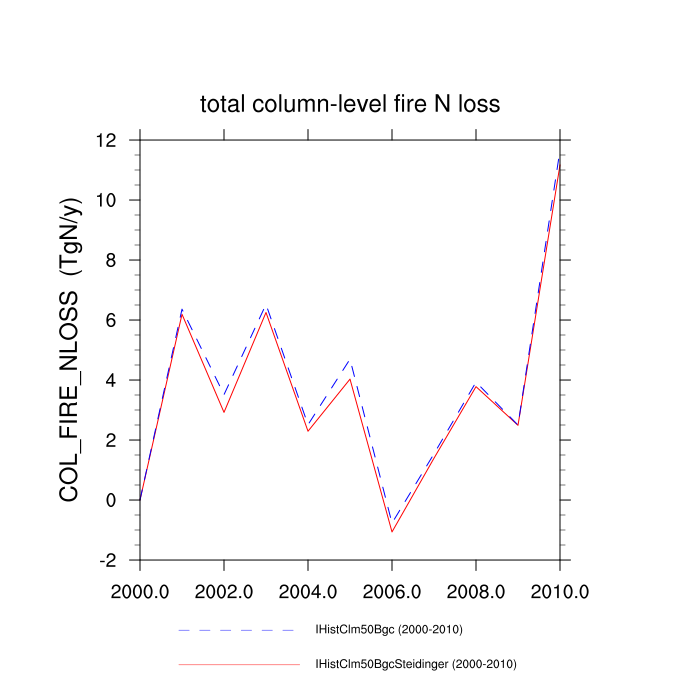 total column-level fire N loss
COL_FIRE_NLOSS (TgN/y)
12
10
8
6
4
2
0
-2
2000.0 2002.0 2004.0 2006.0 2008.0 2010.0
IHistClm50Bgc (2000-2010)
IHistClm50BgcSteidinger (2000-2010)